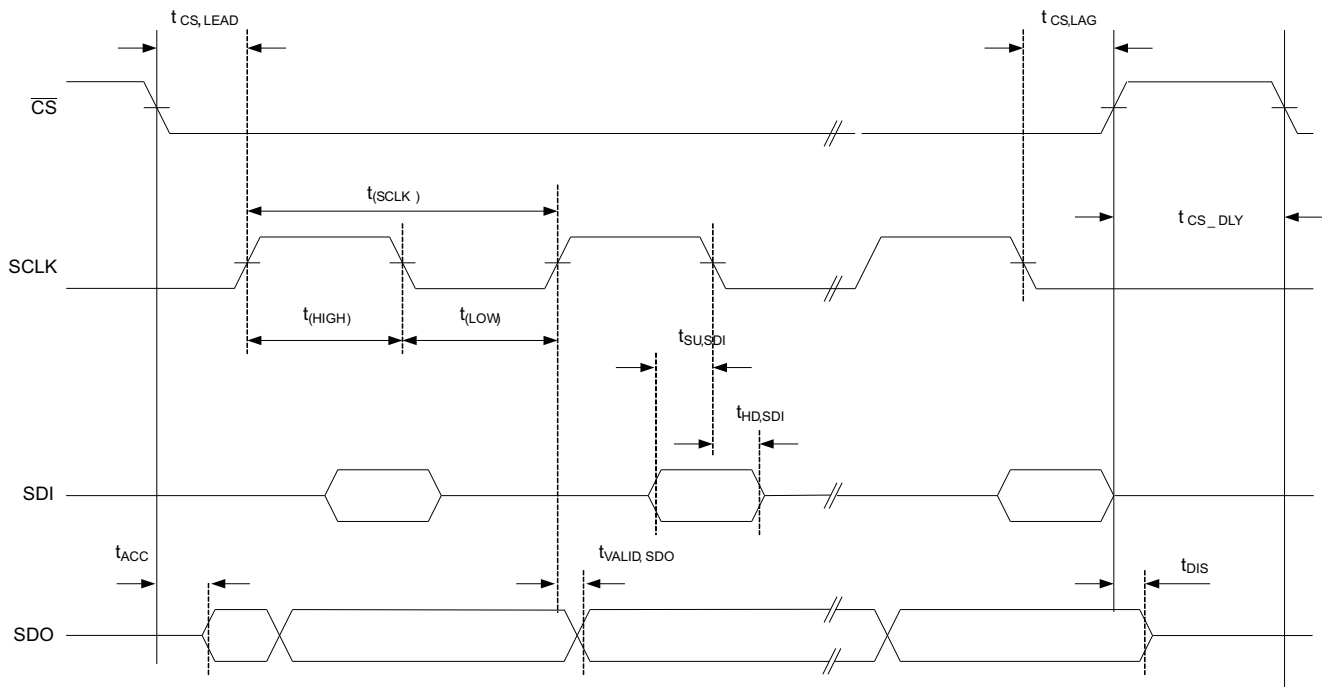 t CS, LEAD
t CS,LAG
CS
t(SCLK )
t CS_ DLY
SCLK
t(HIGH)
t(LOW)
tSU,SDI
tHD,SDI
SDI
tACC
tVALID, SDO
tDIS
SDO